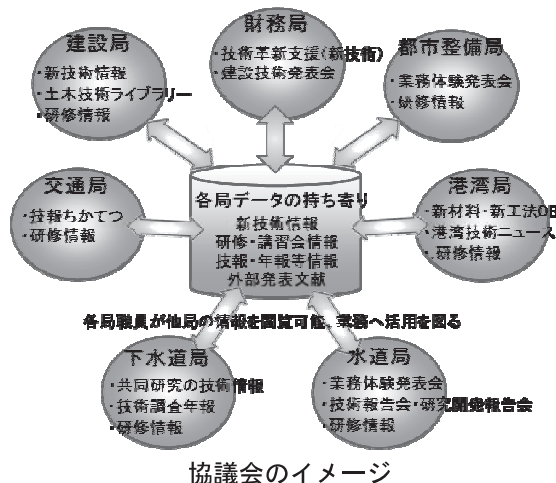 財務局
・技術革新支援(新技術)
・建設技術発表会
建設局
・新技術情報
・土木技術ライブラリー
・研修情報
都市整備局
・業務体験発表会
・研修情報
交通局
・技報ちかてつ
・研修情報
各局データの持ち寄り
新技術情報
研修・講習会情報
技報・年報等情報
外部発表文献
港湾局
・新材料・新工法DB
・港湾技術ニュース
・研修情報
各局職員が他局の情報を閲覧可能、業務へ活用を図る
下水道局
・共同研究の技術情報
・技術調査年報
・研修情報
水道局
・業務体験発表会
・技術報告会・研究開発報告会
・研修情報
協議会のイメージ